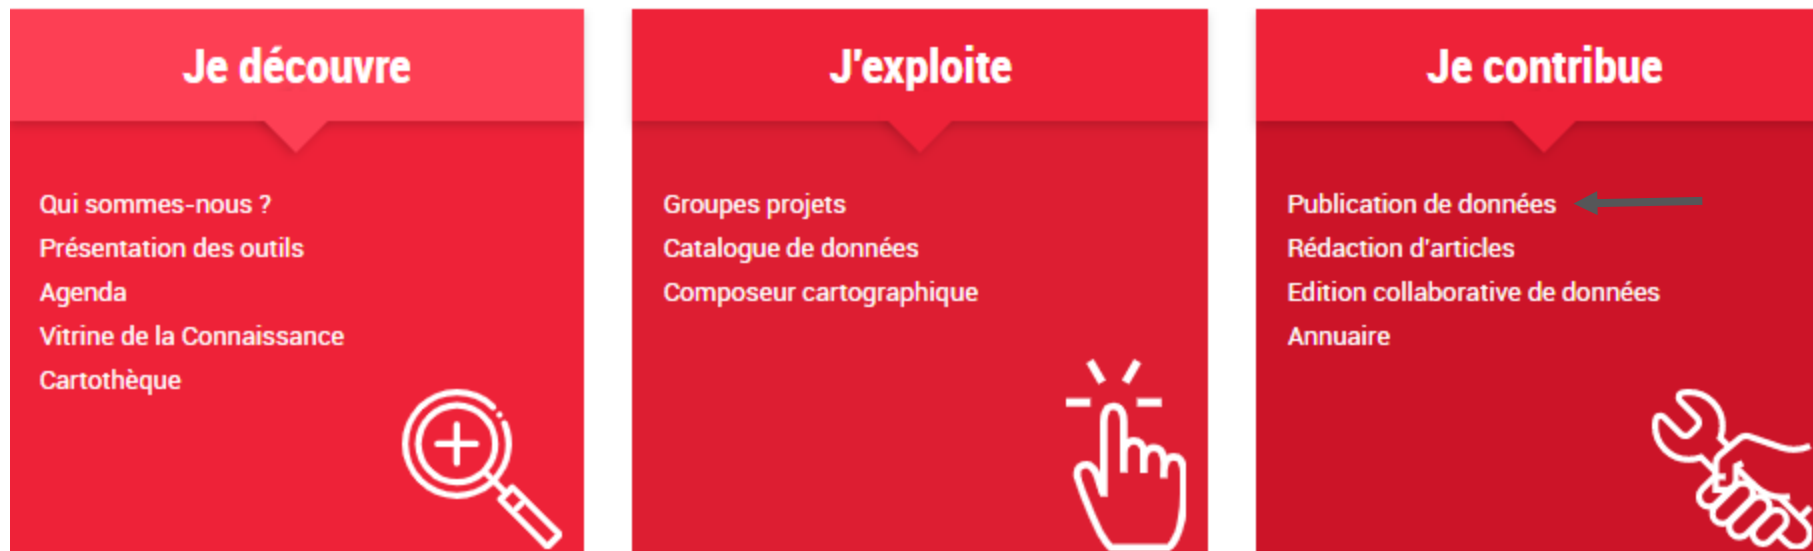 Je découvre
Qui sommes-nous ?
Présentation des outils
Agenda
Vitrine de la Connaissance
Cartothèque
J'exploite
Groupes projets
Catalogue de données
Composeur cartographique
Je contribue
Publication de données
Rédaction d'articles
Edition collaborative de données
Annuaire